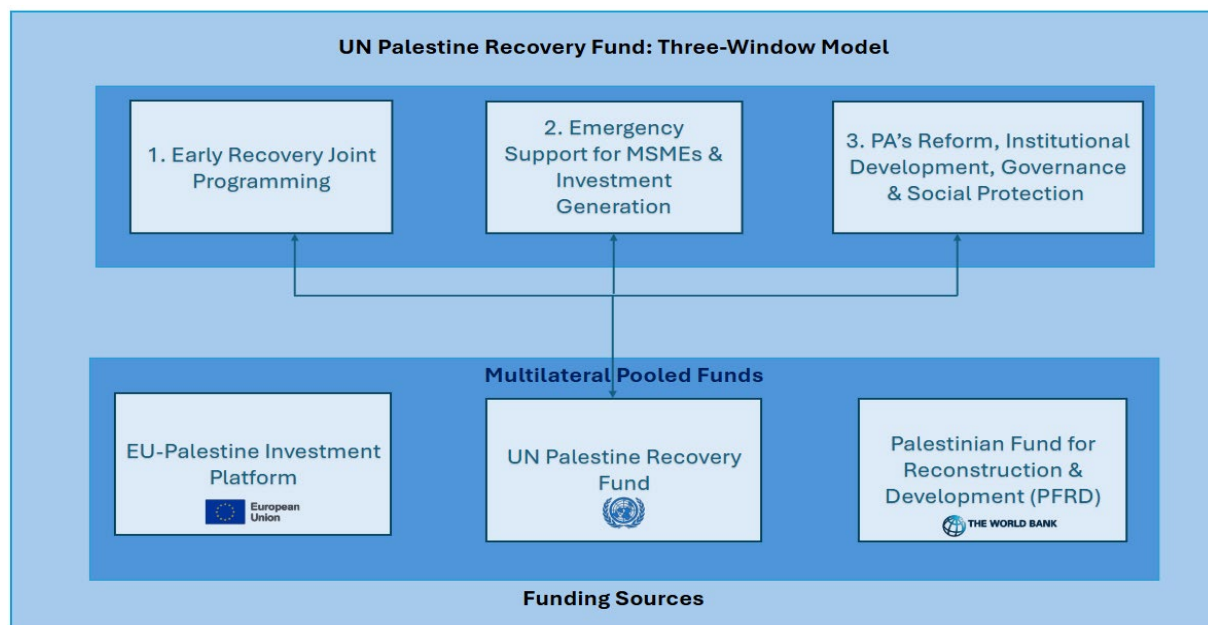 UN Palestine Recovery Fund: Three-Window Model
1. Early Recovery Joint
Programming
2. Emergency
Support for MSMEs &
Investment
Generation
3. PA's Reform, Institutional
Development, Governance
& Social Protection
Multilateral Pooled Funds
EU-Palestine Investment
Platform
European
Union
UN Palestine Recovery
Fund
Palestinian Fund for
Reconstruction &
Development (PFRD)
THE WORLD BANK
Funding Sources